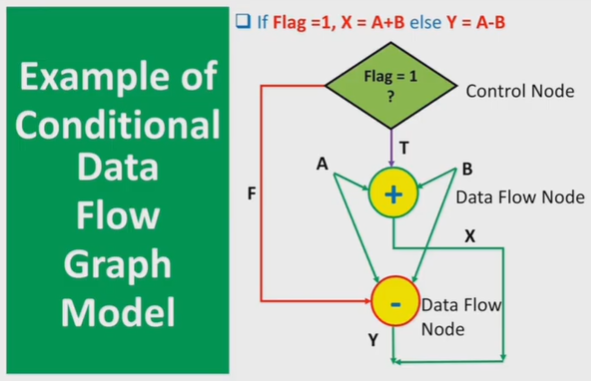 Example of
Conditional
Data
Flow
Graph
Model
If Flag =1, X = A+B else Y = A-B
Flag = 1
?
Control Node
T
A
B
+
F
Data Flow Node
X
-
Data Flow
Node
Y